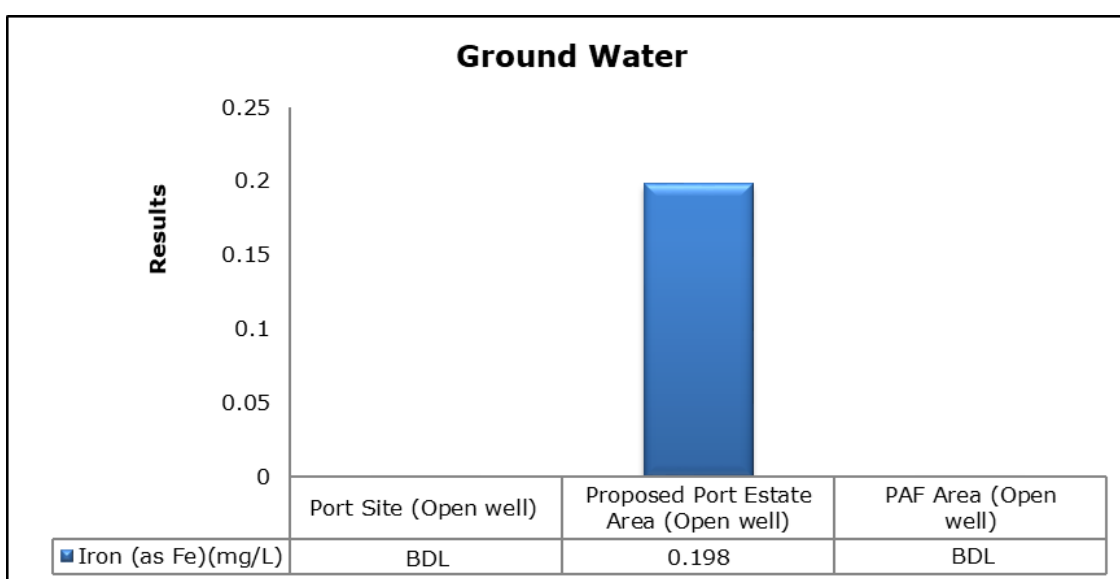 Ground Water
Results
0.25
0.2
0.15
0.1
0.05
0
Port Site (Open well)
Proposed Port Estate
Area (Open well)
PAF Area (Open
well)
Iron (as Fe)(mg/L)
BDL
0.198
BDL